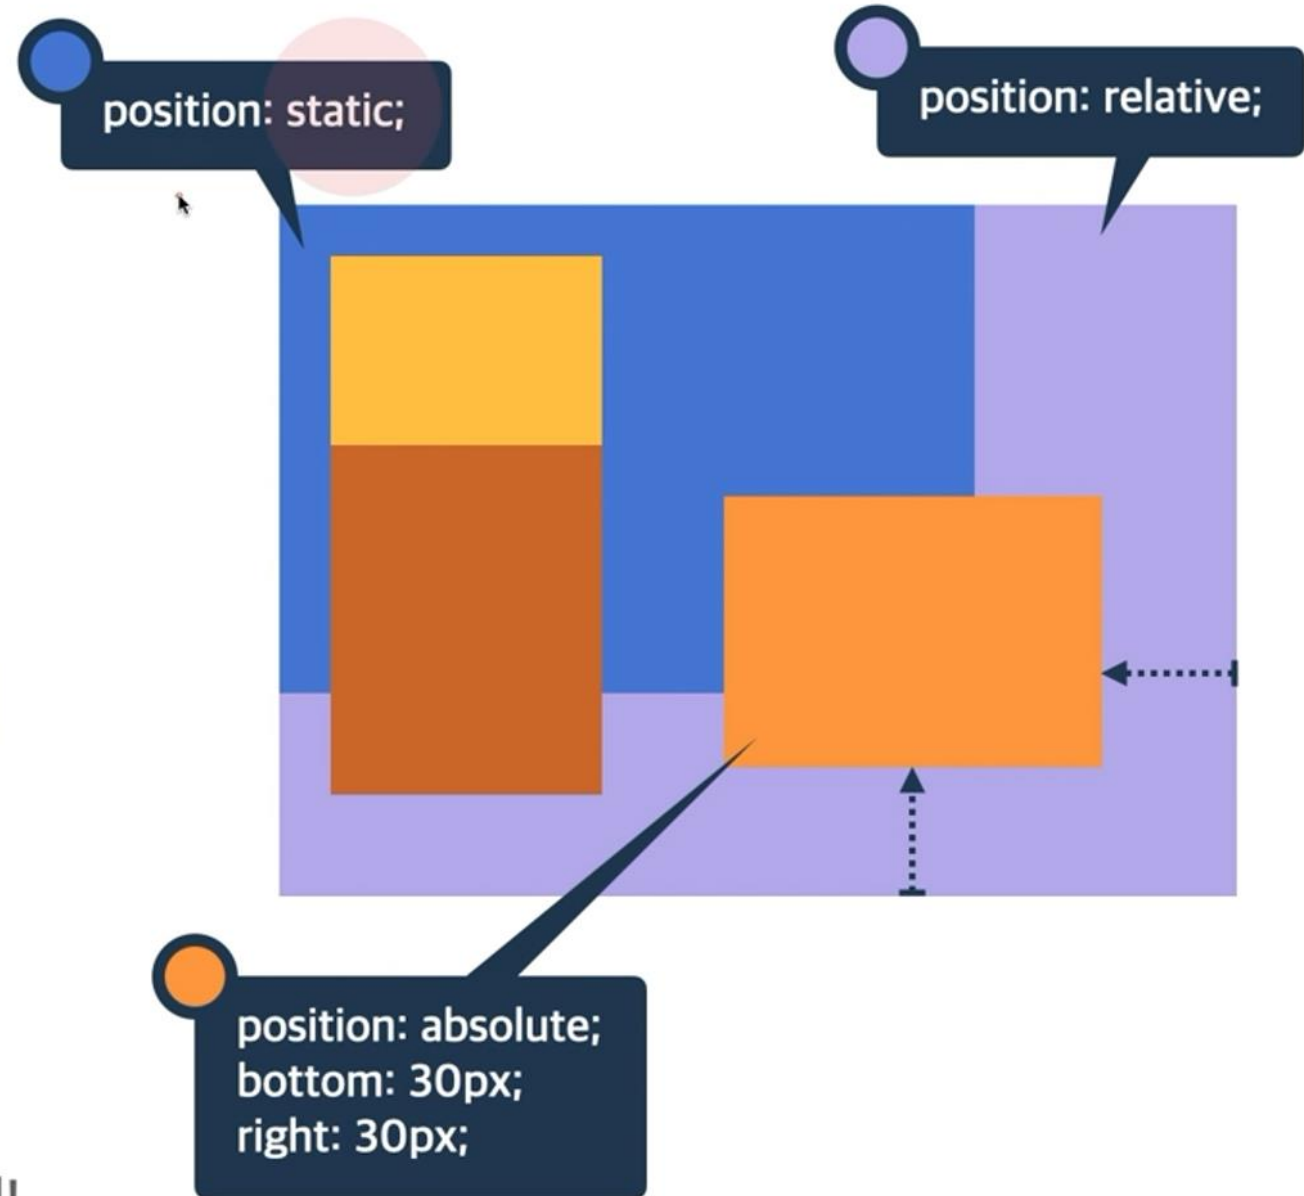 position: static;
position: relative;
position: absolute;
bottom: 30px;
right: 30px;